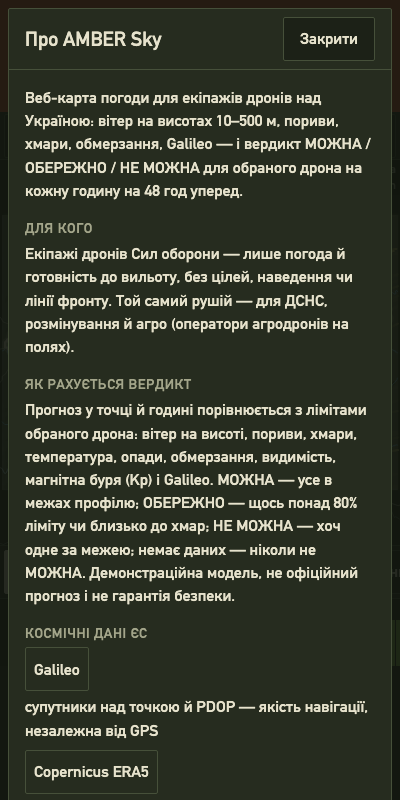 Про AMBER Sky
Закрити
Веб-карта погоди для екіпажів дронів над
Україною: вітер на висотах 10–500 м, пориви,
хмари, обмерзання, Galileo — і вердикт МОЖНА /
ОБЕРЕЖНО / НЕ МОЖНА для обраного дрона на
кожну годину на 48 год уперед.
ДЛЯ КОГО
Екіпажі дронів Сил оборони — лише погода й
готовність до вильоту, без цілей, наведення чи
лінії фронту. Той самий рушій — для ДСНС,
розмінування й агро (оператори агродронів на
полях).
ЯК РАХУЄТЬСЯ ВЕРДИКТ
Прогноз у точці й годині порівнюється з лімітами
обраного дрона: вітер на висоті, пориви, хмари,
температура, опади, обмерзання, видимість,
магнітна буря (Kp) і Galileo. МОЖНА — усе в
межах профілю; ОБЕРЕЖНО — щось понад 80%
ліміту чи близько до хмар; НЕ МОЖНА — хоч
одне за межею; немає даних — ніколи не
МОЖНА. Демонстраційна модель, не офіційний
прогноз і не гарантія безпеки.
КОСМІЧНІ ДАНІ ЄС
Galileo
супутники над точкою й PDOP — якість навігації,
незалежна від GPS
Copernicus ERA5